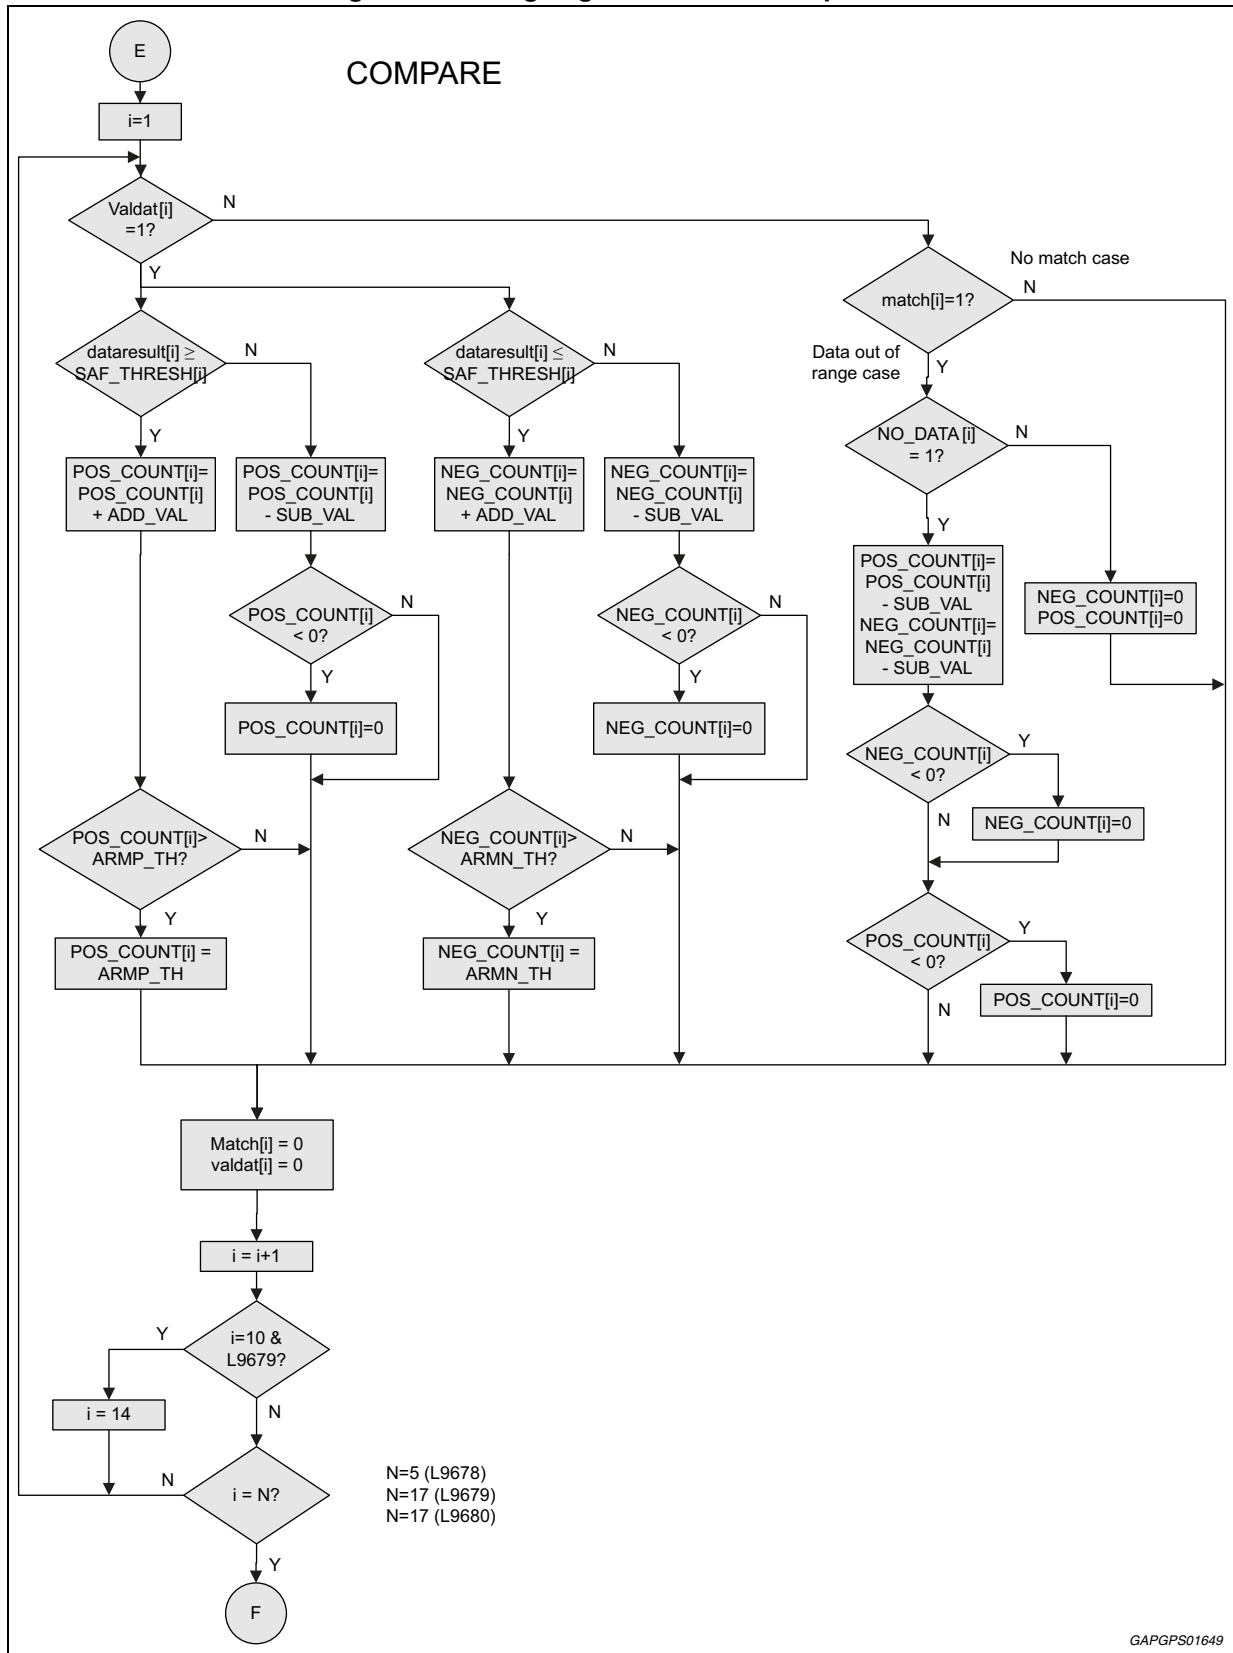 E
COMPARE
i=1
Valdat[i]
=1?
N
Y
No match case
match[i]=1?
N
Data out of
range case
Y
dataresult[i] ≥
SAF_THRESH[i]
N
Y
dataresult[i] ≤
SAF_THRESH[i]
N
Y
NO_DATA [i]
= 1?
N
Y
POS_COUNT[i]=
POS_COUNT[i]
+ ADD_VAL
POS_COUNT[i]=
POS_COUNT[i]
- SUB_VAL
NEG_COUNT[i]=
NEG_COUNT[i]
+ ADD_VAL
NEG_COUNT[i]=
NEG_COUNT[i]
- SUB_VAL
POS_COUNT[i]=
POS_COUNT[i]
- SUB_VAL
NEG_COUNT[i]=
NEG_COUNT[i]
- SUB_VAL
NEG_COUNT[i]=0
POS_COUNT[i]=0
POS_COUNT[i]
< 0?
N
Y
NEG_COUNT[i]
< 0?
N
Y
POS_COUNT[i]=0
NEG_COUNT[i]=0
NEG_COUNT[i]
< 0?
Y
N
NEG_COUNT[i]=0
POS_COUNT[i]>
ARMP_TH?
N
Y
NEG_COUNT[i]>
ARMN_TH?
N
Y
POS_COUNT[i] =
ARMP_TH
NEG_COUNT[i] =
ARMN_TH
POS_COUNT[i]
< 0?
Y
N
POS_COUNT[i]=0
Match[i] = 0
valdat[i] = 0
i = i+1
i=10 &
L9679?
Y
N
i = 14
i = N?
N
Y
N=5 (L9678)
N=17 (L9679)
N=17 (L9680)
F
GAPGPS01649